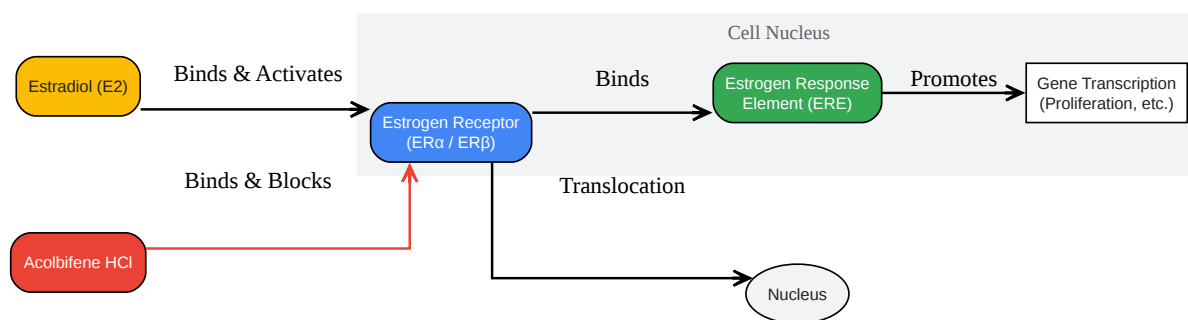 Cell Nucleus
Estradiol (E2)
Binds & Activates
Binds
Estrogen Response
Element (ERE)
Promotes
Gene Transcription
(Proliferation, etc.)
Estrogen Receptor
(ERα / ERβ)
Binds & Blocks
Translocation
Acolbifene HCl
Nucleus